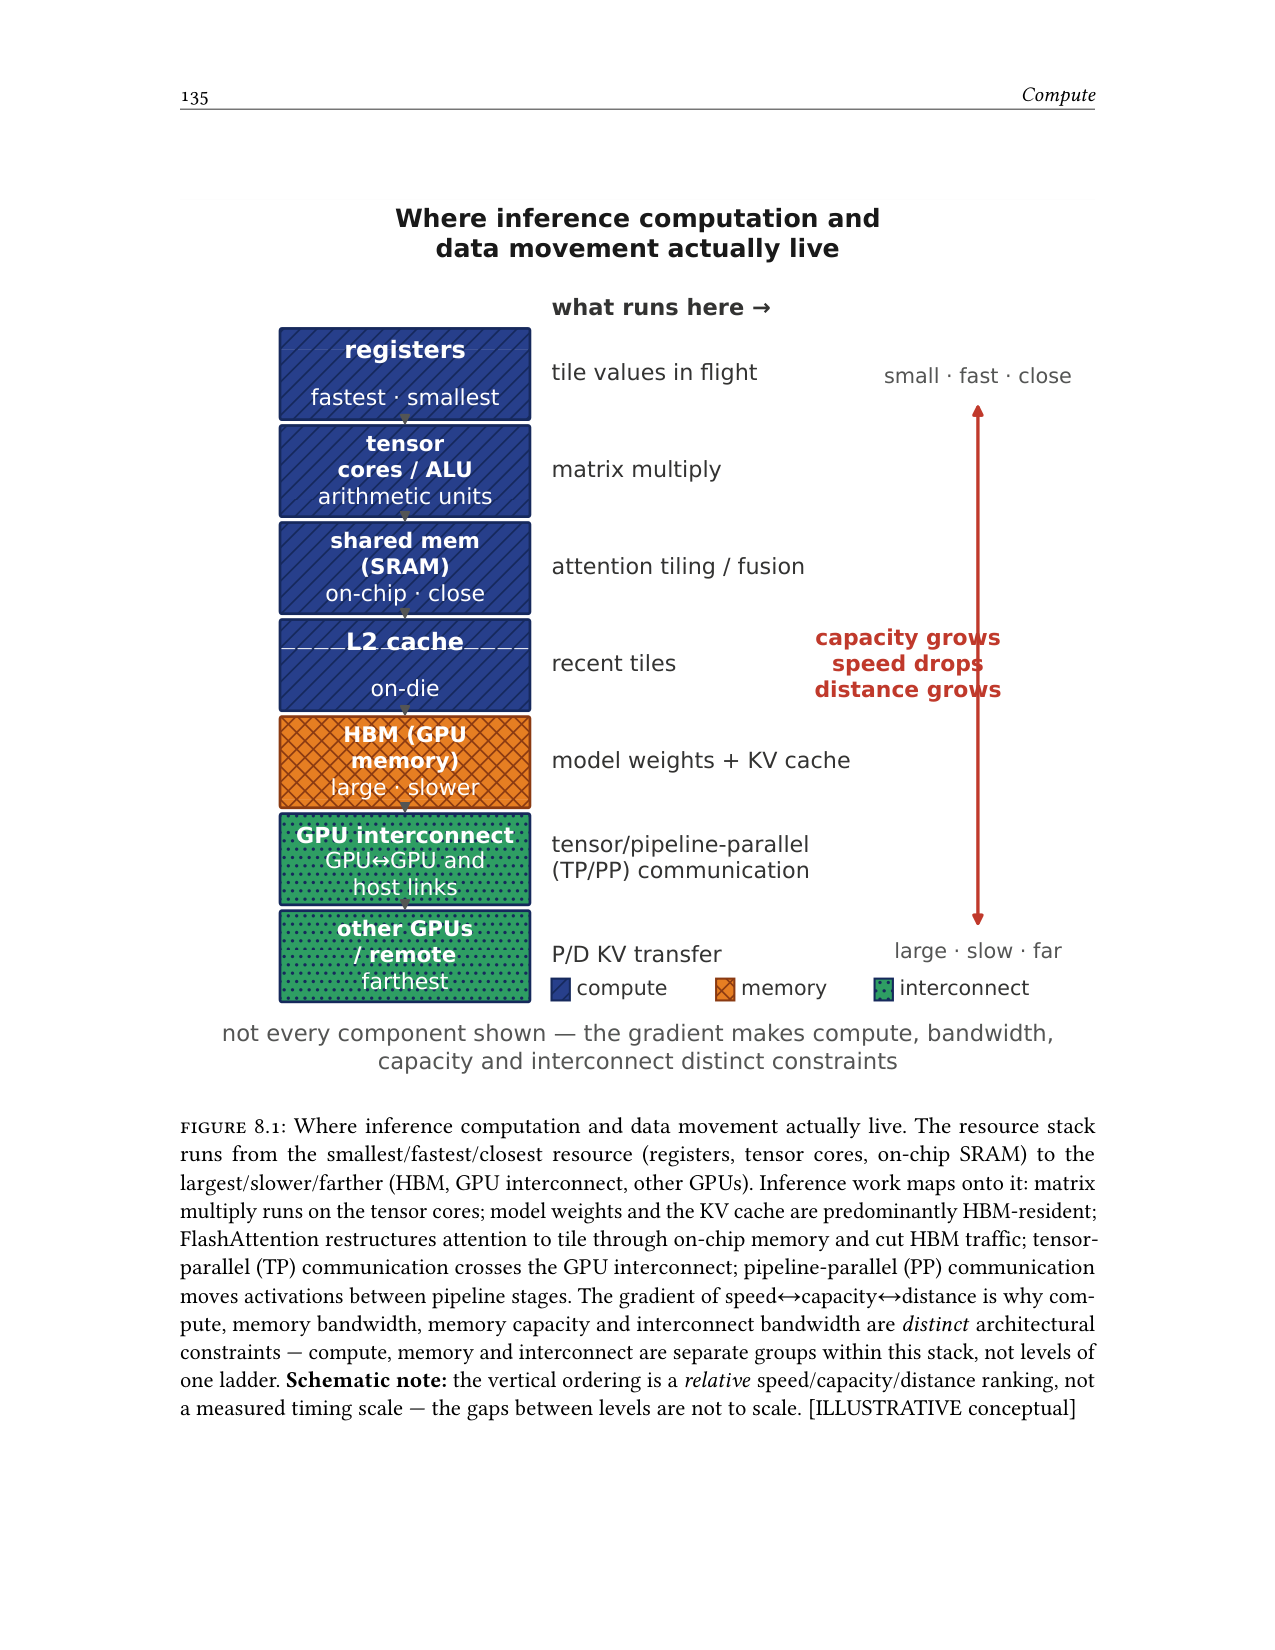 135
Compute
Where inference computation and
data movement actually live
what runs here →
registers
fastest · smallest
tile values in flight
small · fast · close
tensor
cores / ALU
arithmetic units
matrix multiply
shared mem
(SRAM)
on-chip · close
attention tiling / fusion
L2 cache
on-die
recent tiles
capacity grows
speed drops
distance grows
HBM (GPU
memory)
large · slower
model weights + KV cache
GPU interconnect
GPU↔GPU and
host links
tensor/pipeline-parallel
(TP/PP) communication
other GPUs
/ remote
farthest
P/D KV transfer
large · slow · far
compute
memory
interconnect
not every component shown — the gradient makes compute, bandwidth,
capacity and interconnect distinct constraints
FIGURE 8.1: Where inference computation and data movement actually live. The resource stack
runs from the smallest/fastest/closest resource (registers, tensor cores, on-chip SRAM) to the
largest/slower/farther (HBM, GPU interconnect, other GPUs). Inference work maps onto it: matrix
multiply runs on the tensor cores; model weights and the KV cache are predominantly HBM-resident;
FlashAttention restructures attention to tile through on-chip memory and cut HBM traffic; tensor-
parallel (TP) communication crosses the GPU interconnect; pipeline-parallel (PP) communication
moves activations between pipeline stages. The gradient of speed↔capacity↔distance is why com-
pute, memory bandwidth, memory capacity and interconnect bandwidth are distinct architectural
constraints — compute, memory and interconnect are separate groups within this stack, not levels of
one ladder. Schematic note: the vertical ordering is a relative speed/capacity/distance ranking, not
a measured timing scale — the gaps between levels are not to scale. [ILLUSTRATIVE conceptual]